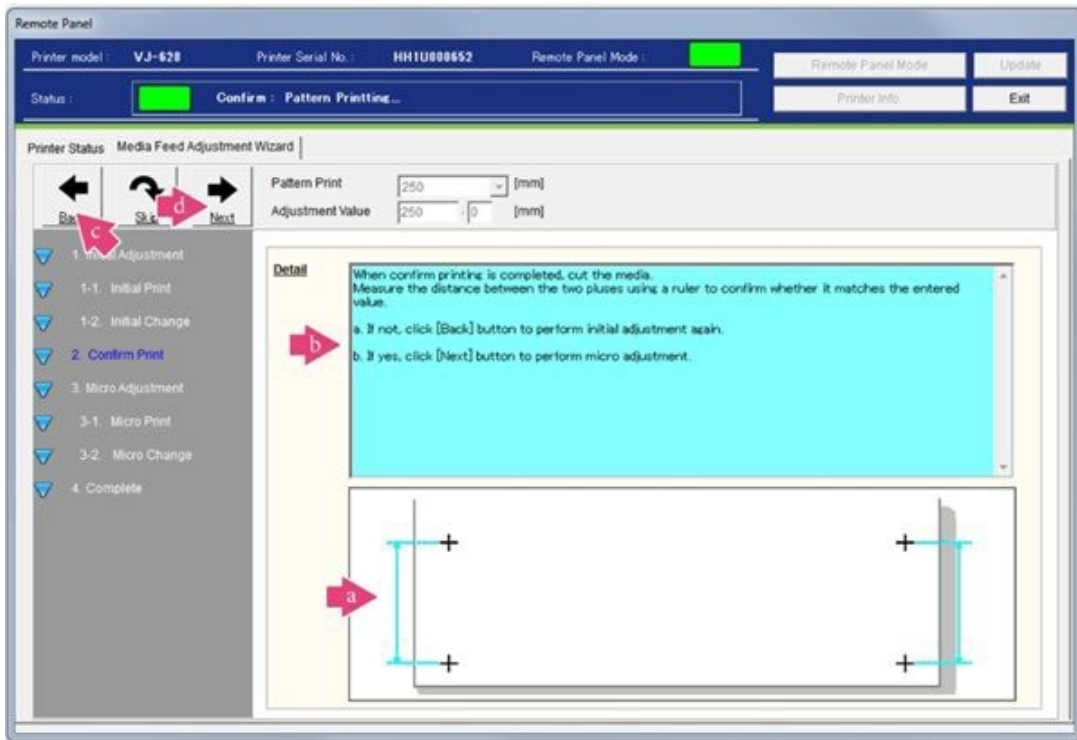 Remote Panel
Printer model : VJ-628 Printer Serial No. : HH1U000652 Remote Panel Mode :
Remote Panel Mode Update
Status : Confirm : Pattern Printting...
Printer Info. Exit
Printer Status Media Feed Adjustment Wizard
Back Skip Next
c d
Pattern Print 250 [mm]
Adjustment Value 250 . 0 [mm]
1. Initial Adjustment
1-1. Initial Print
1-2. Initial Change
2. Confirm Print
3. Micro Adjustment
3-1. Micro Print
3-2. Micro Change
4. Complete
Detail
When confirm printing is completed, cut the media.
Measure the distance between the two pluses using a ruler to confirm whether it matches the entered
value.
a. If not, click [Back] button to perform initial adjustment again.
b
b. If yes, click [Next] button to perform micro adjustment.
a